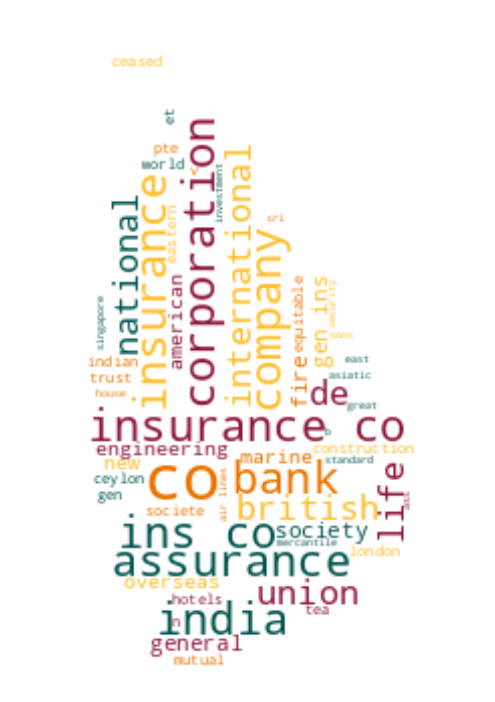 ceased
et
pte
world
corporation
investment
insurance
eastern
international
sri
national
company
american
singapore
equitable
fire
gen ins
security
sons
indian
trust
house
east
asiatic
de
great
insurance co
b
engineering
marine
construction
new
standard
ceylon
co
bank
gen
air lines
british
life
ass
societe
ins co
society
mercantile
london
assurance
overseas
hotels
union
tea
india
n
general
mutual